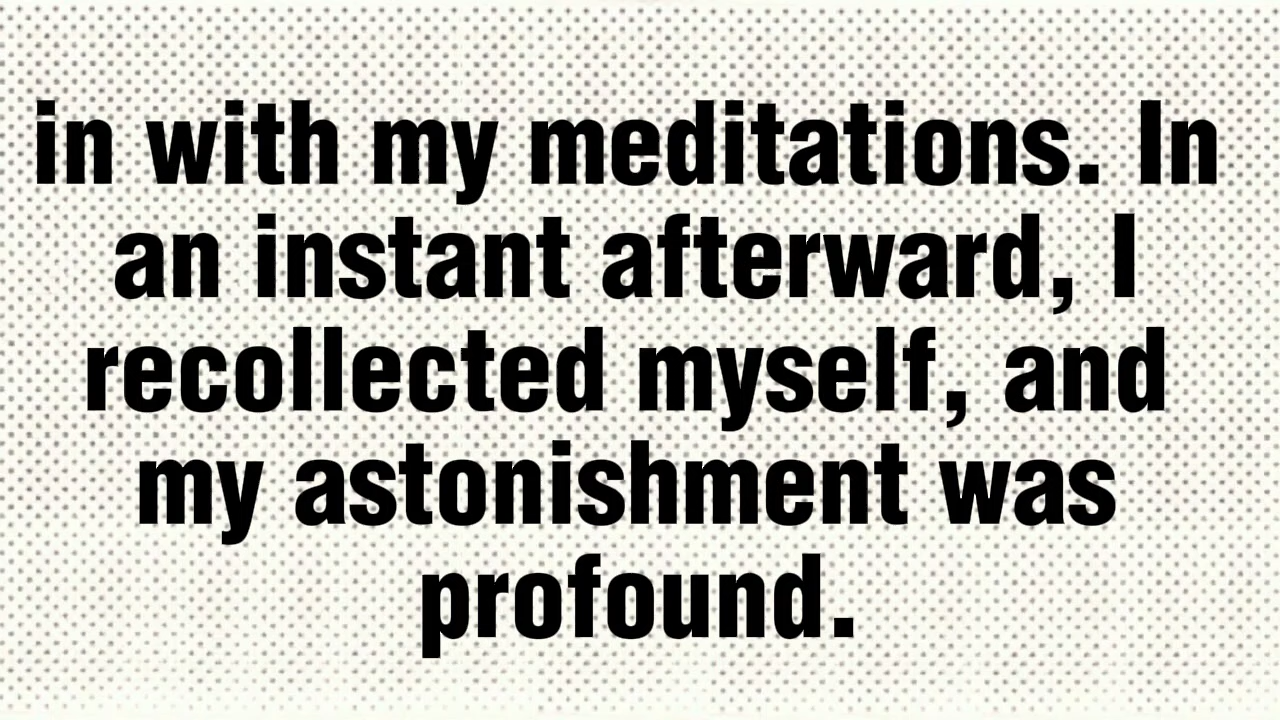 in with my meditations. In
an instant afterward, I
recollected myself, and
my astonishment was
profound.